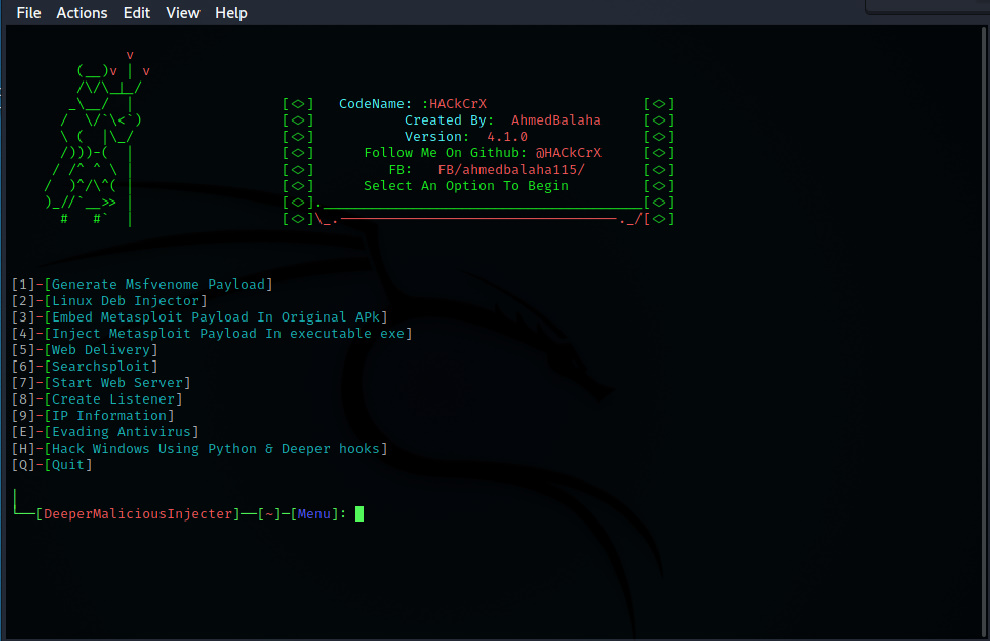 File Actions Edit View Help
[<>] CodeName: :HACkCrX [<>]
[<>] Created By: AhmedBalaha [<>]
[<>] Version: 4.1.0 [<>]
[<>] Follow Me On Github: @HACkCrX [<>]
[<>] FB: FB/ahmedbalaha115/ [<>]
[<>] Select An Option To Begin [<>]
[1]-[Generate Msfvenome Payload]
[2]-[Linux Deb Injector]
[3]-[Embed Metasploit Payload In Original APk]
[4]-[Inject Metasploit Payload In executable exe]
[5]-[Web Delivery]
[6]-[Searchsploit]
[7]-[Start Web Server]
[8]-[Create Listener]
[9]-[IP Information]
[E]-[Evading Antivirus]
[H]-[Hack Windows Using Python & Deeper hooks]
[Q]-[Quit]
└──[DeeperMaliciousInjecter]──[~]─[Menu]: